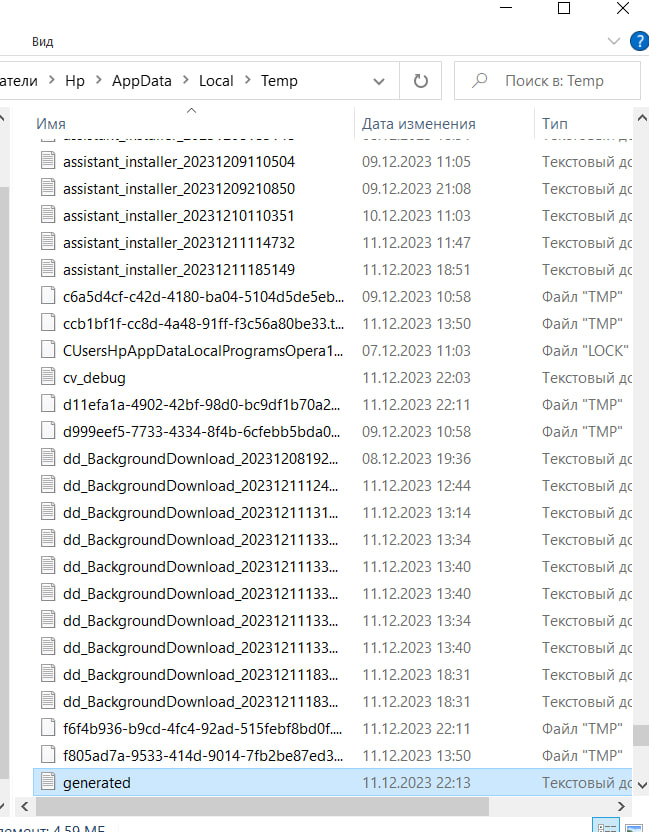 Вид
?
атели > Hp > AppData > Local > Temp
Поиск в: Temp
Имя Дата изменения Тип
assistant_installer_20231209110504 09.12.2023 11:05 Текстовый до
assistant_installer_20231209210850 09.12.2023 21:08 Текстовый до
assistant_installer_20231210110351 10.12.2023 11:03 Текстовый до
assistant_installer_20231211114732 11.12.2023 11:47 Текстовый до
assistant_installer_20231211185149 11.12.2023 18:51 Текстовый до
c6a5d4cf-c42d-4180-ba04-5104d5de5eb... 09.12.2023 10:58 Файл "TMP"
ccb1bf1f-cc8d-4a48-91ff-f3c56a80be33.t... 11.12.2023 13:50 Файл "TMP"
CUsersHpAppDataLocalProgramsOpera1... 07.12.2023 11:03 Файл "LOCK"
cv_debug 11.12.2023 22:03 Текстовый до
d11efa1a-4902-42bf-98d0-bc9df1b70a2... 11.12.2023 22:11 Файл "TMP"
d999eef5-7733-4334-8f4b-6cfebb5bda0... 09.12.2023 10:58 Файл "TMP"
dd_BackgroundDownload_20231208192... 08.12.2023 19:36 Текстовый до
dd_BackgroundDownload_20231211124... 11.12.2023 12:44 Текстовый до
dd_BackgroundDownload_20231211131... 11.12.2023 13:14 Текстовый до
dd_BackgroundDownload_20231211133... 11.12.2023 13:34 Текстовый до
dd_BackgroundDownload_20231211133... 11.12.2023 13:40 Текстовый до
dd_BackgroundDownload_20231211133... 11.12.2023 13:40 Текстовый до
dd_BackgroundDownload_20231211133... 11.12.2023 13:34 Текстовый до
dd_BackgroundDownload_20231211133... 11.12.2023 13:40 Текстовый до
dd_BackgroundDownload_20231211183... 11.12.2023 18:31 Текстовый до
dd_BackgroundDownload_20231211183... 11.12.2023 18:31 Текстовый до
f6f4b936-b9cd-4fc4-92ad-515febf8bd0f.... 11.12.2023 22:11 Файл "TMP"
f805ad7a-9533-414d-9014-7fb2be87ed3... 11.12.2023 13:50 Файл "TMP"
generated 11.12.2023 22:13 Текстовый до
лемент: 4,59 МБ